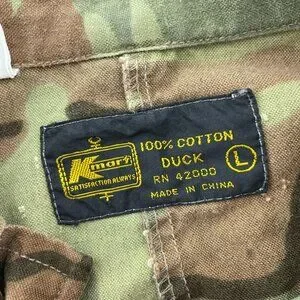 Kmart
SATISFACTION ALWAYS
100% COTTON
DUCK
RN 42000
MADE IN CHINA
L